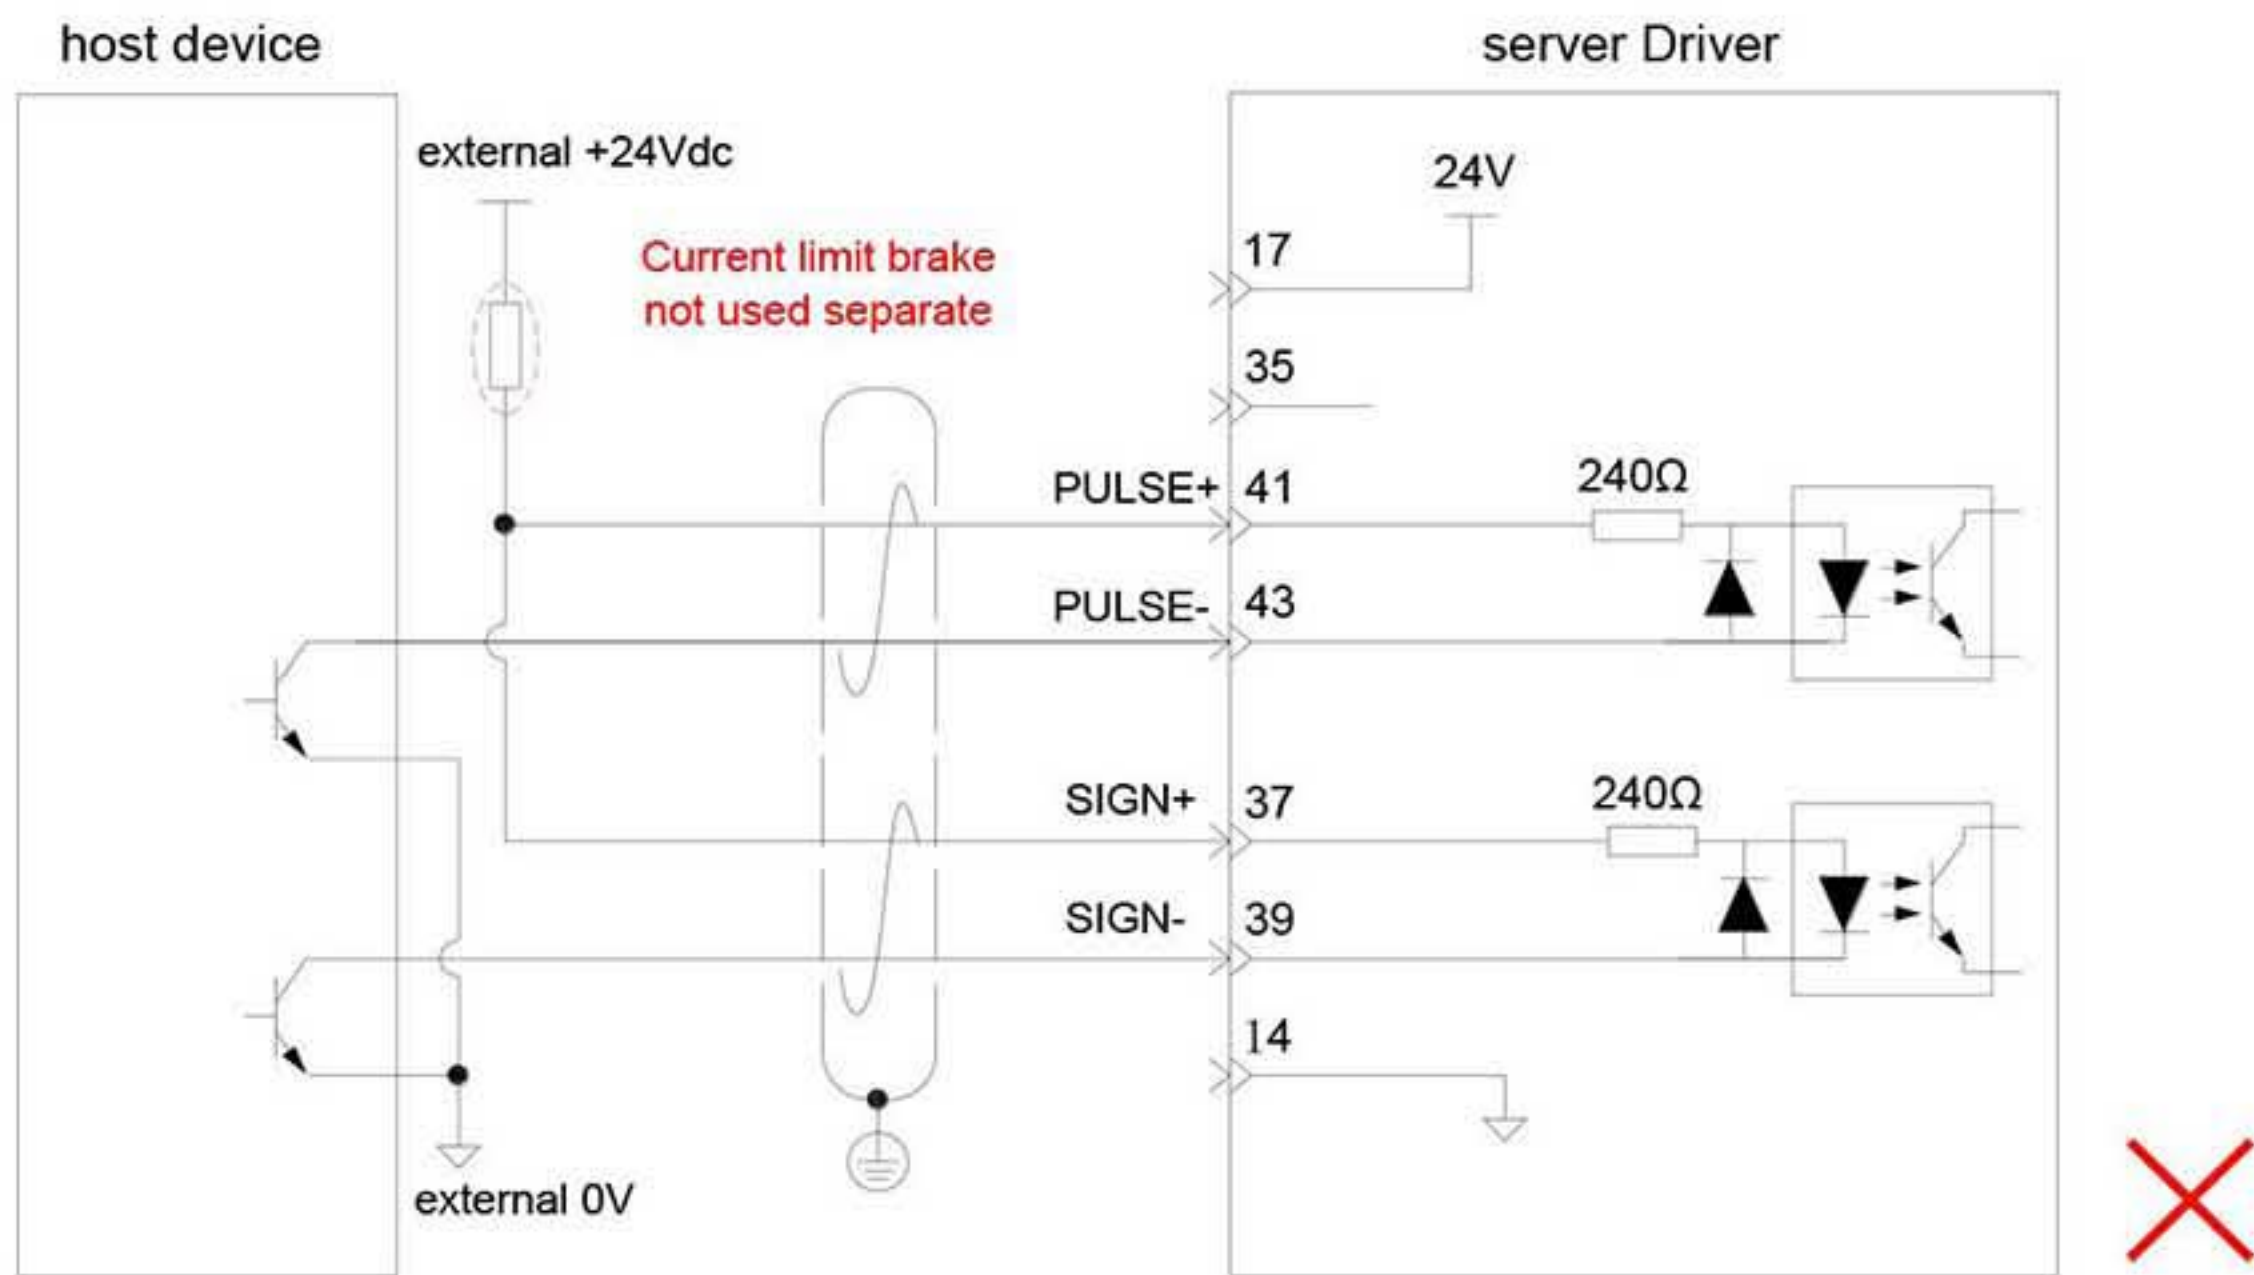 host device
server Driver
external +24Vdc
24V
Current limit brake
not used separate
17
35
PULSE+ 41
240Ω
PULSE- 43
SIGN+ 37
240Ω
SIGN- 39
14
external 0V